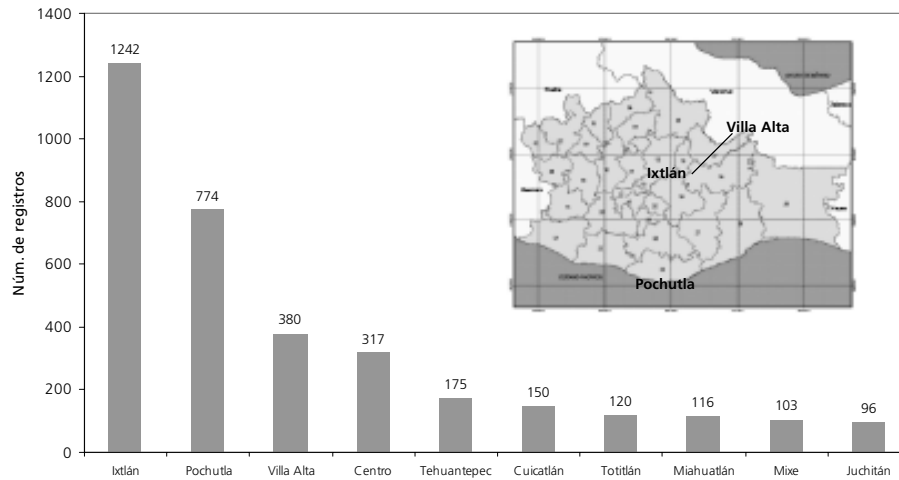 1400
1200
1000
800
600
400
200
0
Núm. de registros
1242
774
380
317
175
150
120
116
103
96
Ixtlán
Pochutla
Villa Alta
Centro
Tehuantepec
Cuicatlán
Totitlán
Miahuatlán
Mixe
Juchitán
Villa Alta
Ixtlán
Pochutla